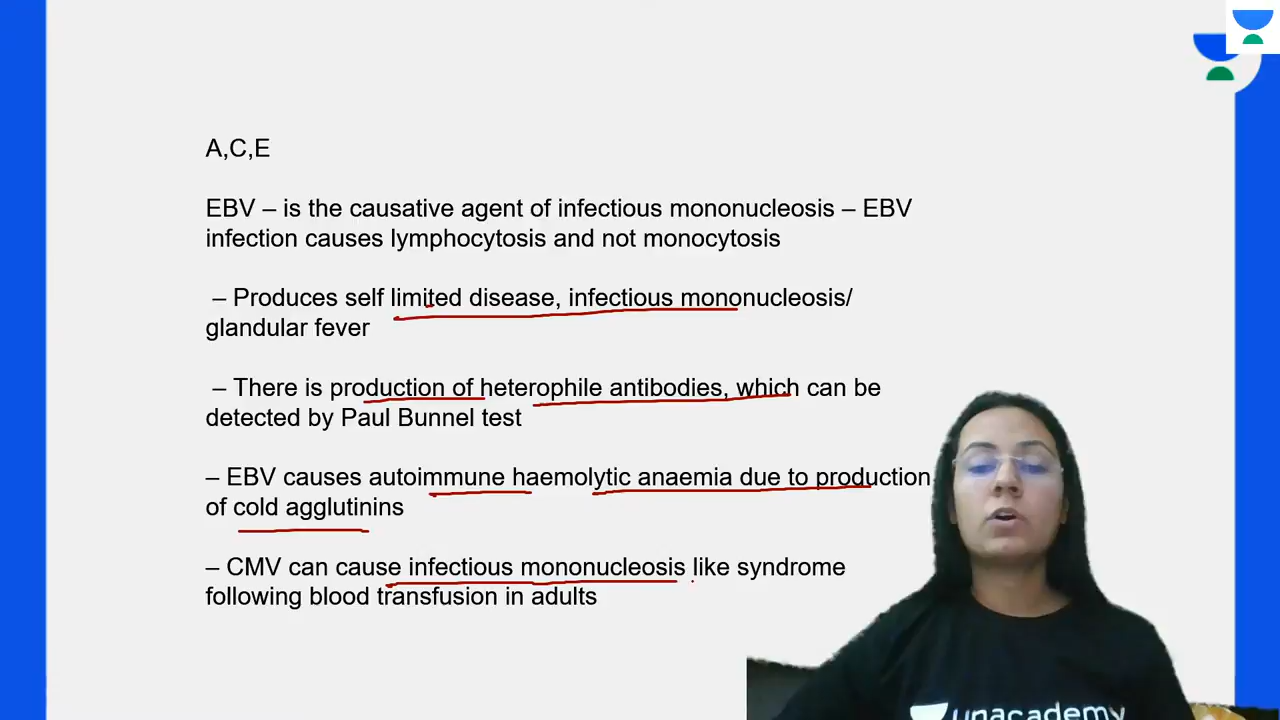 A,C,E
EBV – is the causative agent of infectious mononucleosis – EBV
infection causes lymphocytosis and not monocytosis
– Produces self limited disease, infectious mononucleosis/
glandular fever
– There is production of heterophile antibodies, which can be
detected by Paul Bunnel test
– EBV causes autoimmune haemolytic anaemia due to production
of cold agglutinins
– CMV can cause infectious mononucleosis like syndrome
following blood transfusion in adults
unacademy